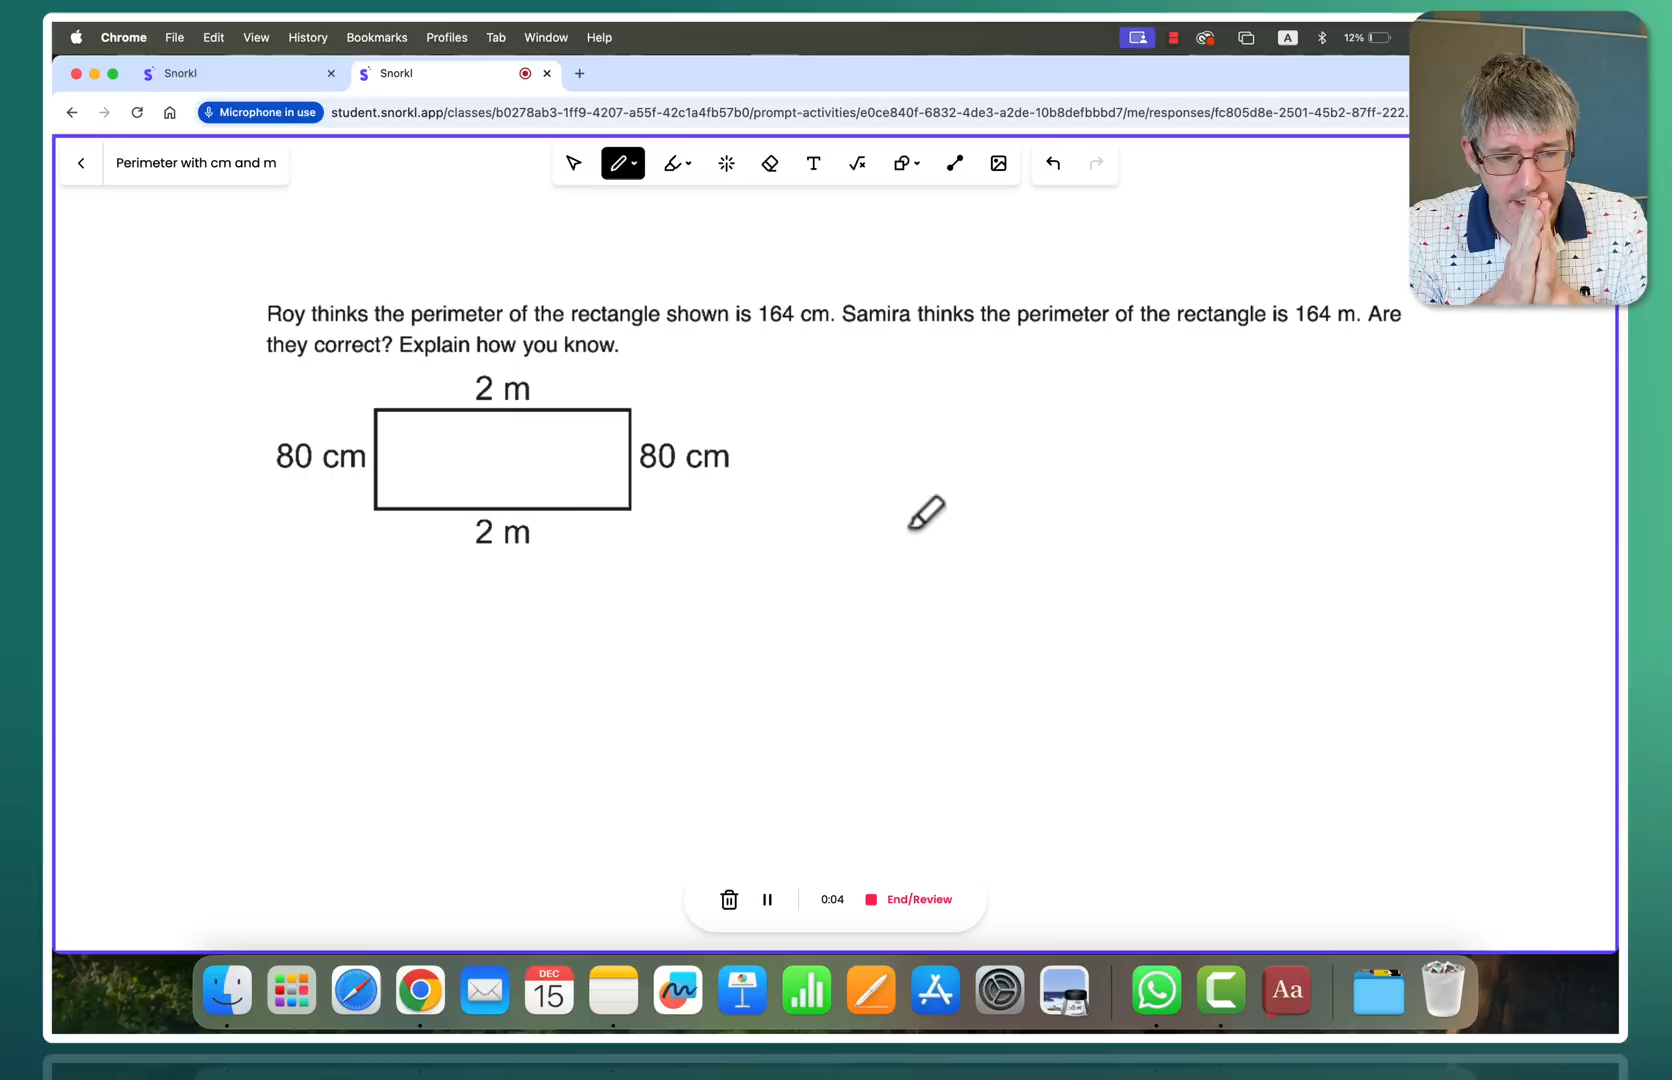 Chrome File Edit View History Bookmarks Profiles Tab Window Help A 12%
Snorkl Snorkl
Microphone in use student.snorkl.app/classes/b0278ab3-1ff9-4207-a55f-42c1a4fb57b0/prompt-activities/e0ce840f-6832-4de3-a2de-10b8defbbbd7/me/responses/fc805d8e-2501-45b2-87ff-222.
Perimeter with cm and m T
Roy thinks the perimeter of the rectangle shown is 164 cm. Samira thinks the perimeter of the rectangle is 164 m. Are
they correct? Explain how you know.
2 m
80 cm 80 cm
2 m
0:04 End/Review
DEC
15 Aa